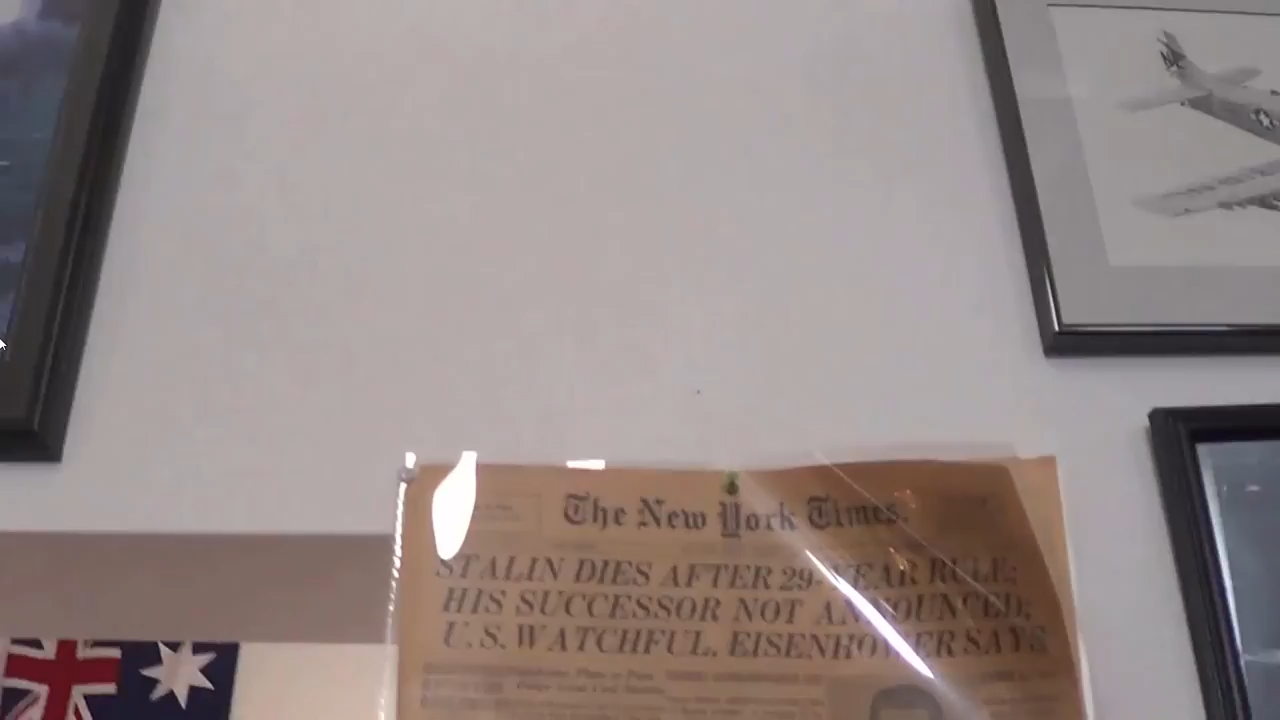 The New York Times.
STALIN DIES AFTER 29-YEAR RULE;
HIS SUCCESSOR NOT ANNOUNCED;
U. S. WATCHFUL, EISENHOWER SAYS